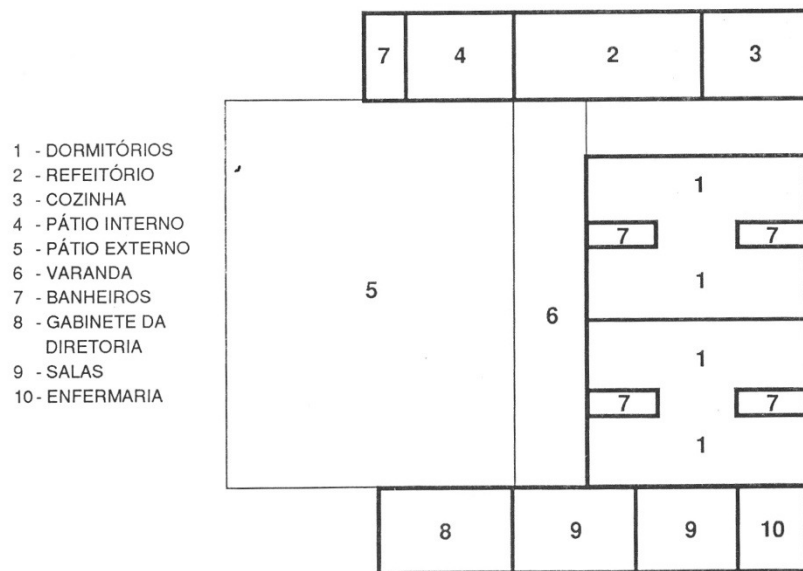 7 4 2 3
1 - DORMITÓRIOS
2 - REFEITÓRIO
3 - COZINHA
4 - PÁTIO INTERNO
5 - PÁTIO EXTERNO
6 - VARANDA
7 - BANHEIROS
8 - GABINETE DA
DIRETORIA
9 - SALAS
10 - ENFERMARIA
1
7 7
5
1
6
1
7 7
1
8 9 9 10